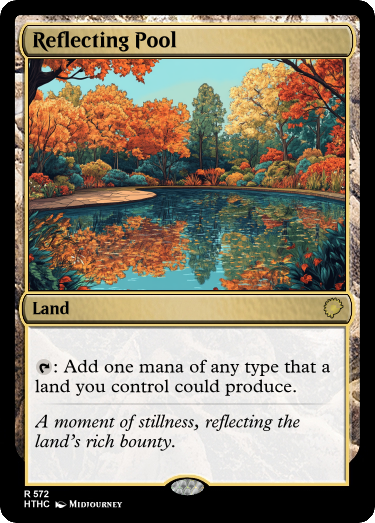 Reflecting Pool
Land
: Add one mana of any type that a
land you control could produce.
A moment of stillness, reflecting the
land's rich bounty.
R 572
HTHC Midjourney